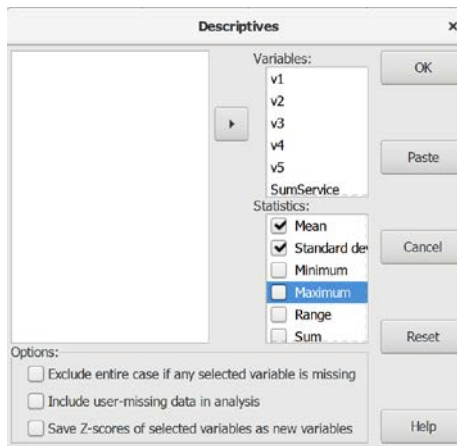 Descriptives
Variables:
v1
v2
v3
v4
v5
SumService
Statistics:
Mean
Standard dev
Minimum
Maximum
Range
Sum
OK
Paste
Cancel
Reset
Help
Options:
Exclude entire case if any selected variable is missing
Include user-missing data in analysis
Save Z-scores of selected variables as new variables